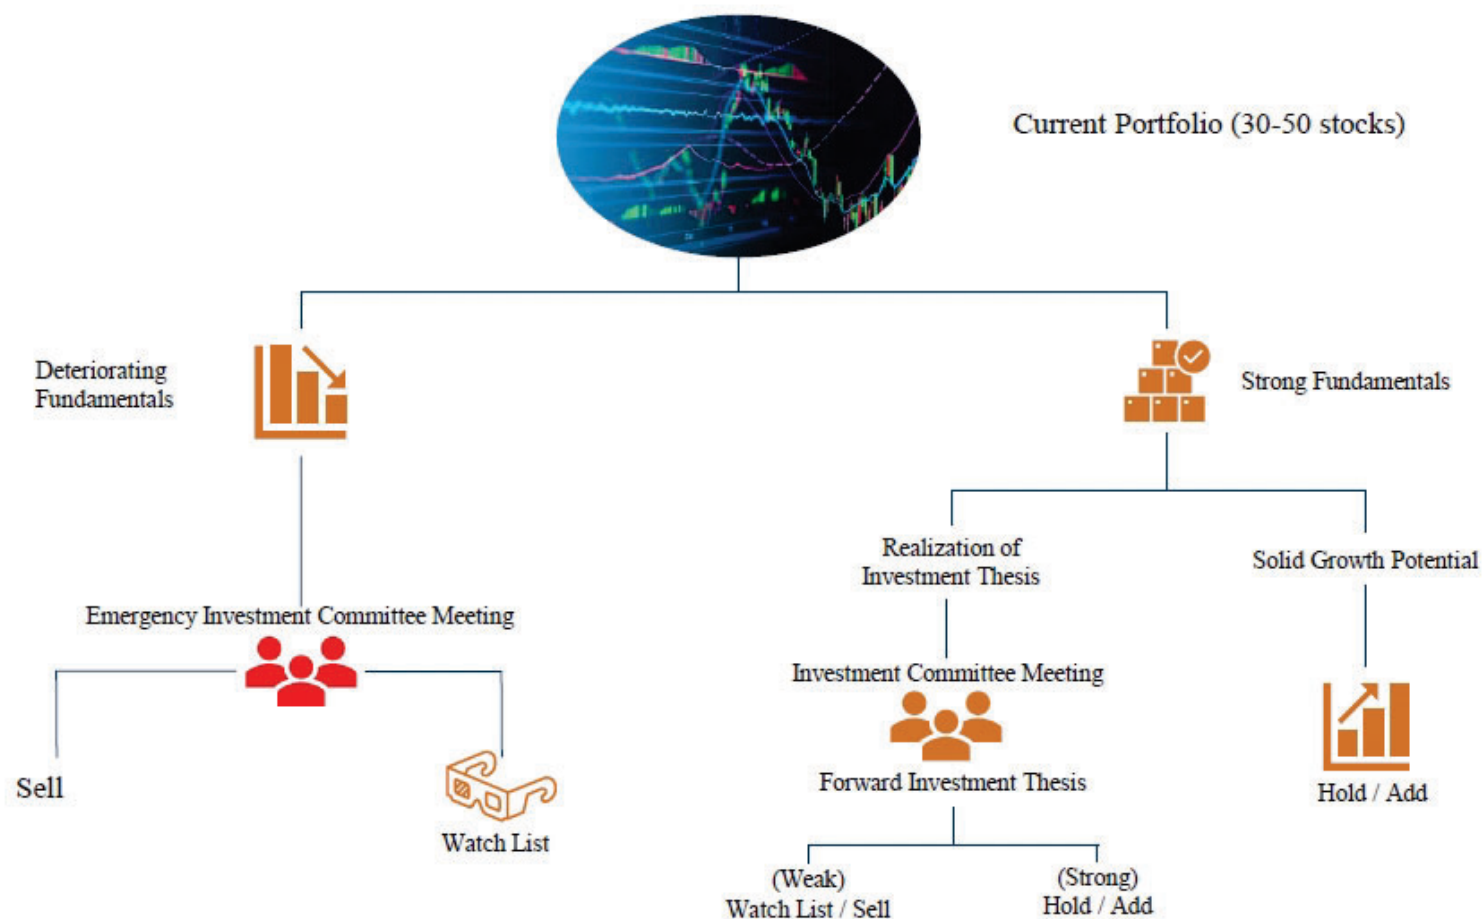 Current Portfolio (30-50 stocks)
Deteriorating
Fundamentals
Strong Fundamentals
Realization of
Investment Thesis
Solid Growth Potential
Emergency Investment Committee Meeting
Investment Committee Meeting
Forward Investment Thesis
Sell
Watch List
Hold / Add
(Weak)
Watch List / Sell
(Strong)
Hold / Add